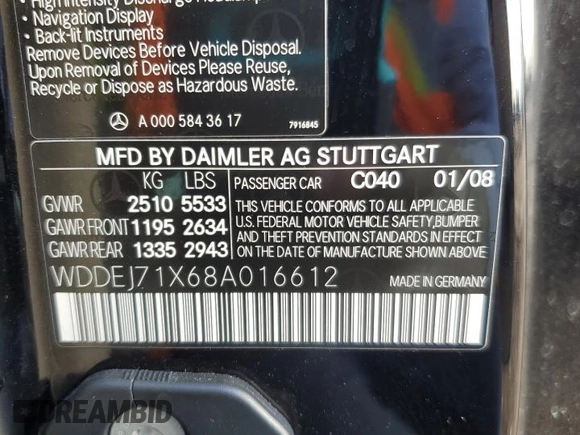 • Navigation Display
• Back-lit Instruments
Remove Devices Before Vehicle Disposal.
Upon Removal of Devices Please Reuse,
Recycle or Dispose as Hazardous Waste.
A 000 584 36 17
7916845
MFD BY DAIMLER AG STUTTGART
KG LBS PASSENGER CAR C040 01/08
GVWR 2510 5533
GAWR FRONT 1195 2634
GAWR REAR 1335 2943
THIS VEHICLE CONFORMS TO ALL APPLICABLE
U.S. FEDERAL MOTOR VEHICLE SAFETY,BUMPER
AND THEFT PREVENTION STANDARDS IN EFFECT
ON THE DATE OF MANUFACTURE SHOWN ABOVE.
WDDEJ71X68A016612
MADE IN GERMANY
DREAMBID